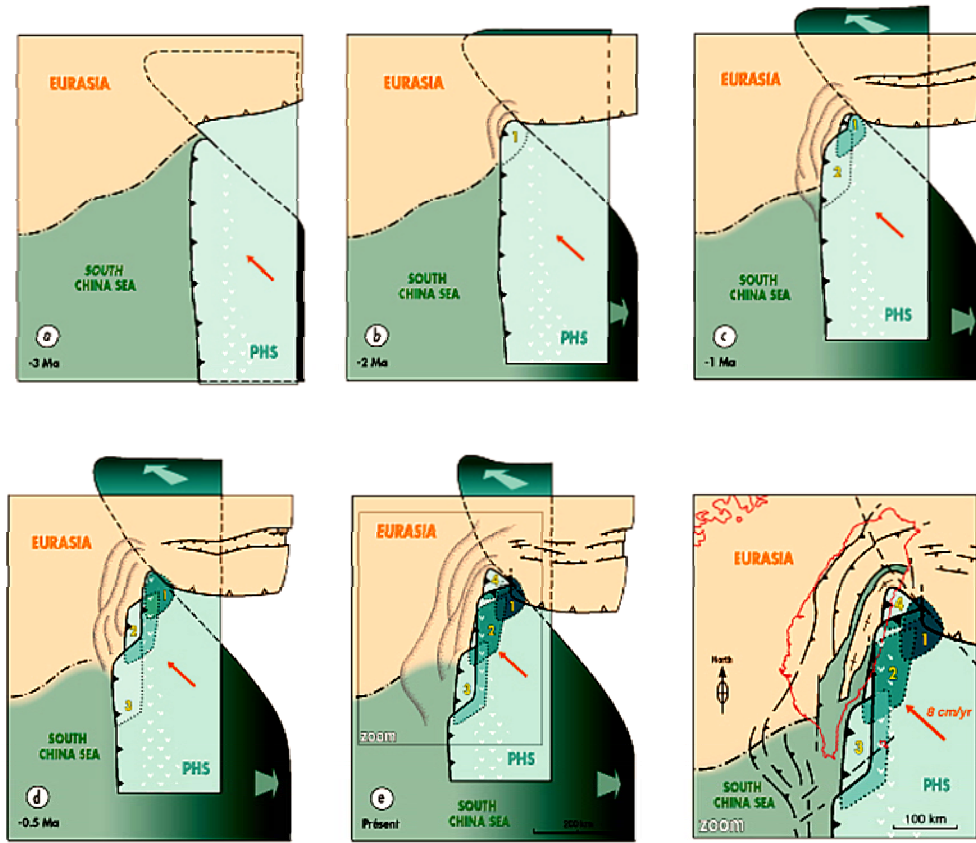 EURASIA
SOUTH
CHINA SEA
PHS
a
-3 Ma
EURASIA
1
SOUTH
CHINA SEA
PHS
b
-2 Ma
EURASIA
1
2
SOUTH
CHINA SEA
PHS
c
-1 Ma
EURASIA
1
2
3
SOUTH
CHINA SEA
PHS
d
-0.5 Ma
EURASIA
4
1
2
3
zoom
PHS
e
Présent
SOUTH
CHINA SEA
200 km
EURASIA
4
1
North
2
8 cm/yr
3
SOUTH
CHINA SEA
PHS
zoom
100 km